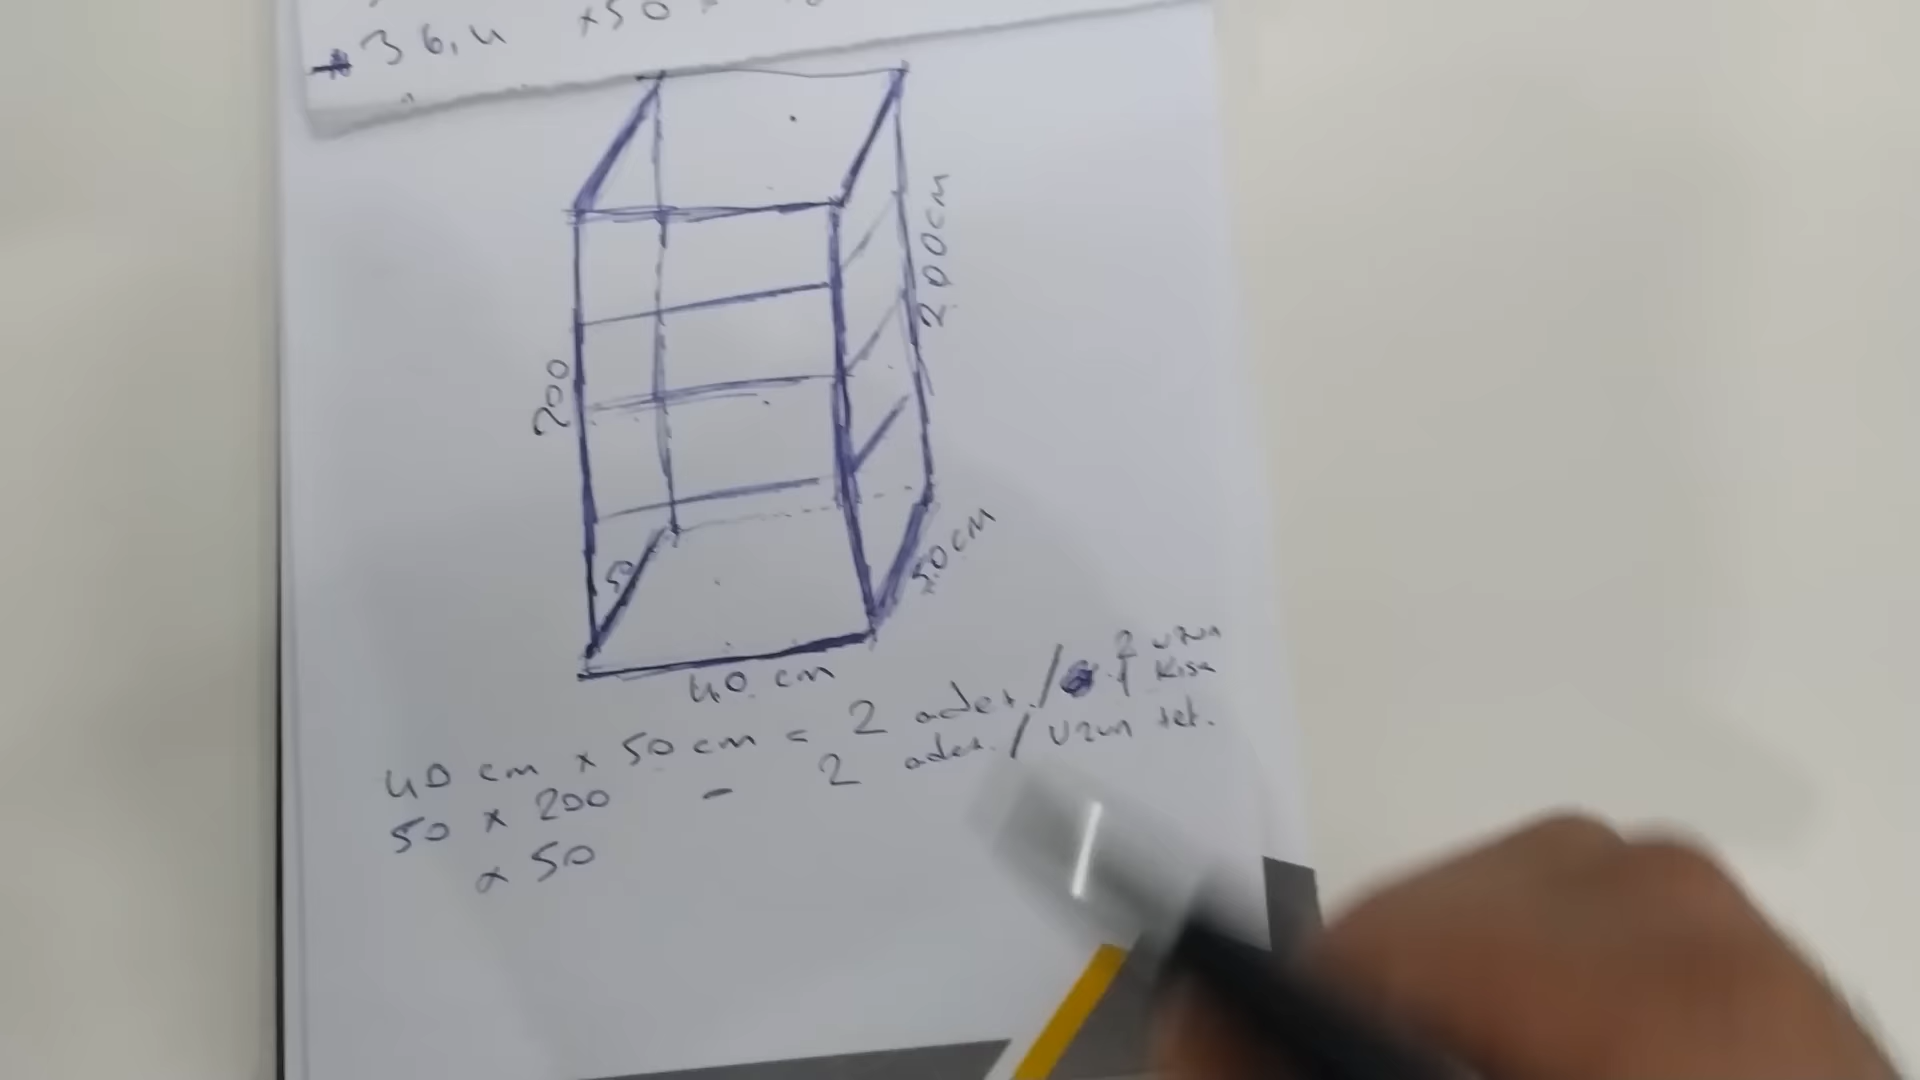 36,4 x50
200cm
200
50
50cm
40 cm
40 cm x 50 cm = 2 adet. / 2 uzun 1 kısa
50 x 200 - 2 adet. / Uzun tek.
x 50